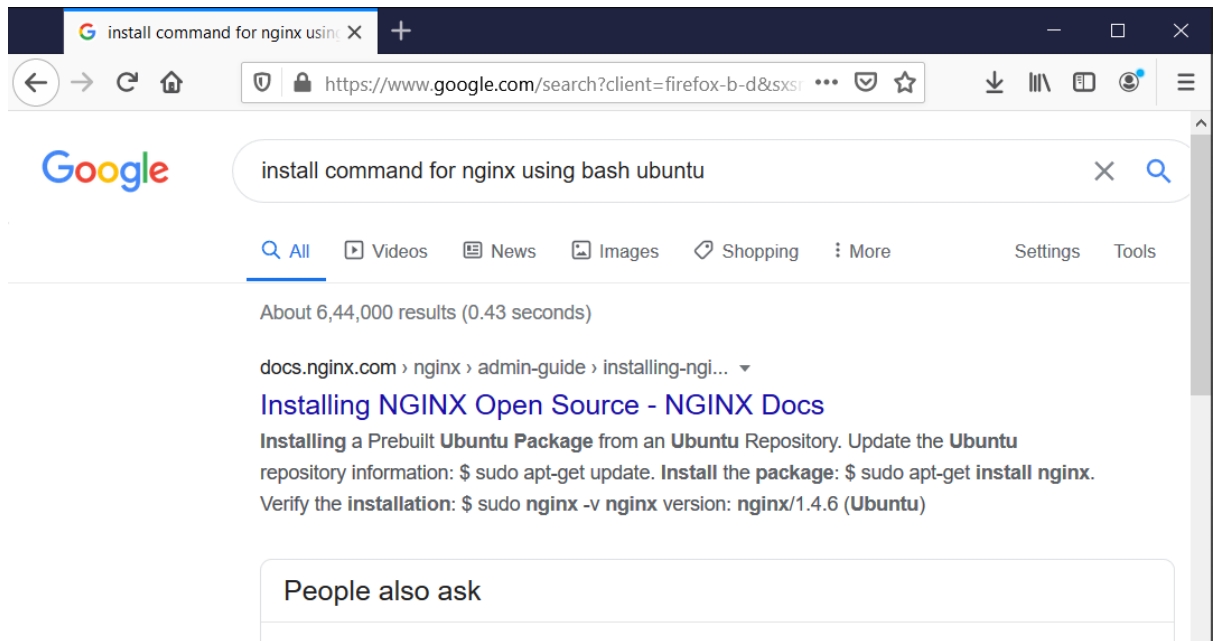 install command for nginx usin
https://www.google.com/search?client=firefox-b-d&sxsr
Google
install command for nginx using bash ubuntu
All Videos News Images Shopping More Settings Tools
About 6,44,000 results (0.43 seconds)
docs.nginx.com › nginx › admin-guide › installing-ngi...
Installing NGINX Open Source - NGINX Docs
Installing a Prebuilt Ubuntu Package from an Ubuntu Repository. Update the Ubuntu
repository information: $ sudo apt-get update. Install the package: $ sudo apt-get install nginx.
Verify the installation: $ sudo nginx -v nginx version: nginx/1.4.6 (Ubuntu)
People also ask